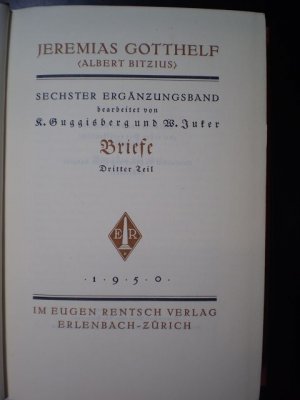 JEREMIAS GOTTHELF
<ALBERT BITZIUS>
SECHSTER ERGÄNZUNGSBAND
bearbeitet von
K. Guggisberg und W. Juker
Briefe
Dritter Teil
E R
· 1 · 9 · 5 · 0 ·
IM EUGEN RENTSCH VERLAG
ERLENBACH-ZÜRICH